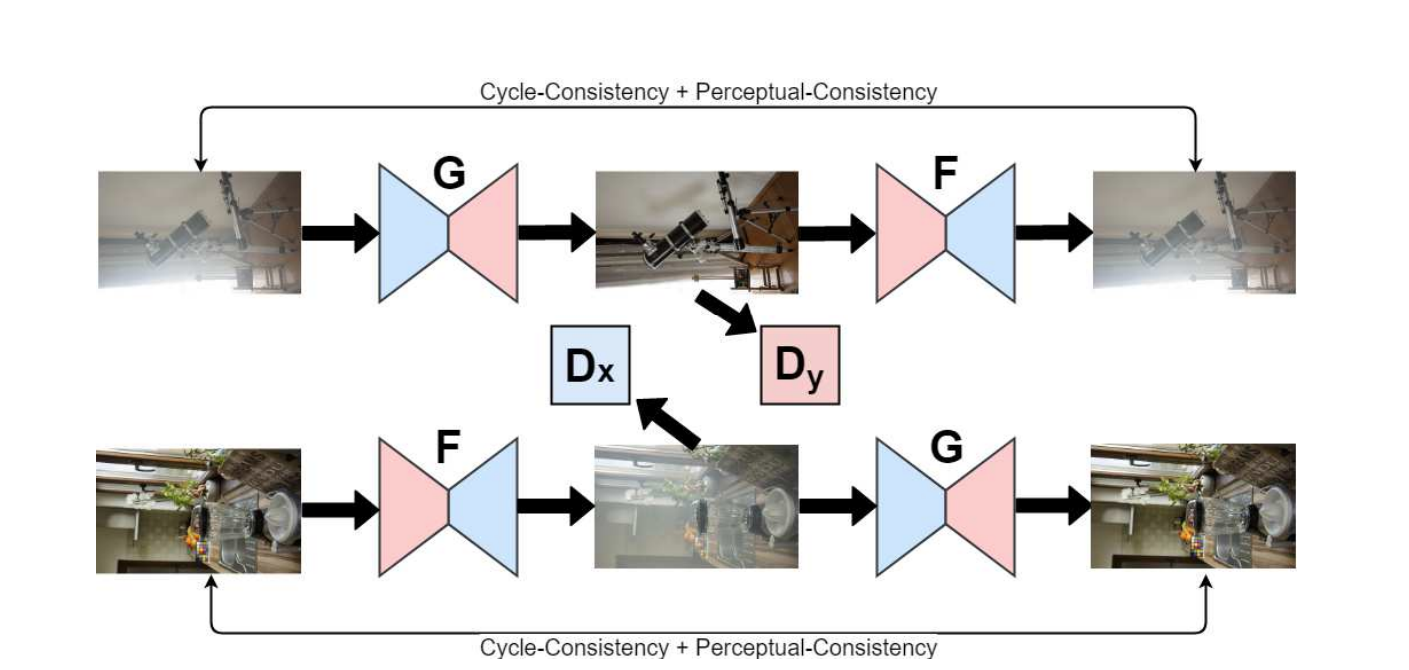 Cycle-Consistency + Perceptual-Consistency
G F
Dx Dy
F G
Cycle-Consistency + Perceptual-Consistency